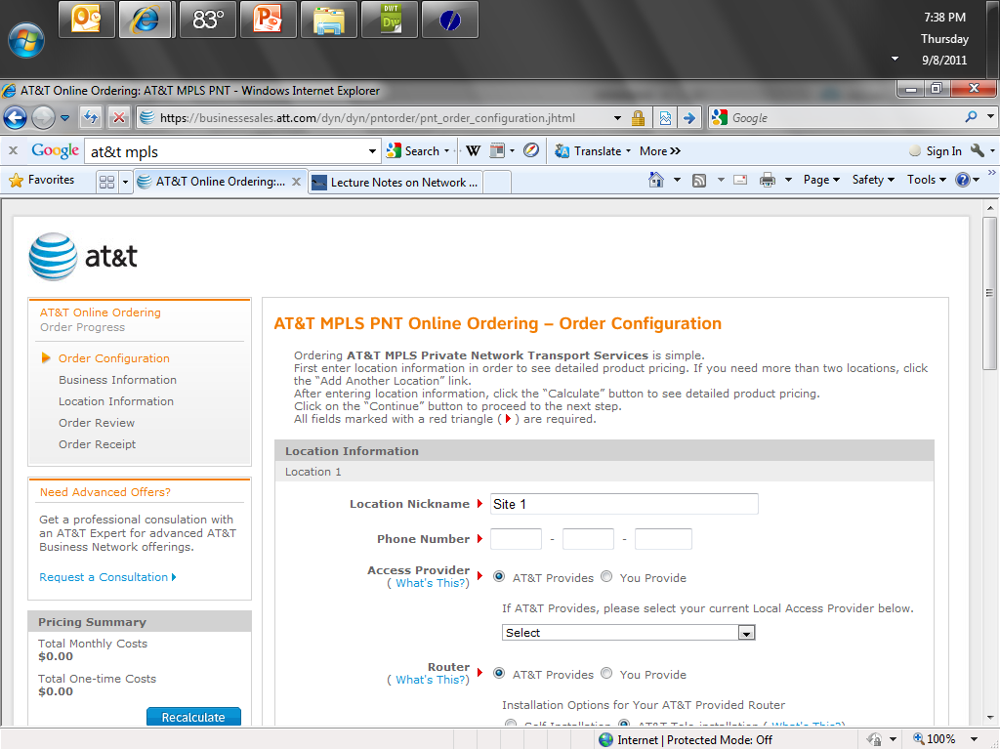 83°
DWT
Dw
7:38 PM
Thursday
9/8/2011
AT&T Online Ordering: AT&T MPLS PNT - Windows Internet Explorer
https://businessesales.att.com/dyn/dyn/pntorder/pnt_order_configuration.jhtml
Google
Google
at&t mpls
Search
W
Translate
More
Sign In
Favorites
AT&T Online Ordering:...
Lecture Notes on Network ...
Page
Safety
Tools
at&t
AT&T Online Ordering
Order Progress
Order Configuration
Business Information
Location Information
Order Review
Order Receipt
Need Advanced Offers?
Get a professional consulation with
an AT&T Expert for advanced AT&T
Business Network offerings.
Request a Consultation
Pricing Summary
Total Monthly Costs
$0.00
Total One-time Costs
$0.00
Recalculate
AT&T MPLS PNT Online Ordering – Order Configuration
Ordering AT&T MPLS Private Network Transport Services is simple.
First enter location information in order to see detailed product pricing. If you need more than two locations, click
the “Add Another Location” link.
After entering location information, click the “Calculate” button to see detailed product pricing.
Click on the “Continue” button to proceed to the next step.
All fields marked with a red triangle ( ) are required.
Location Information
Location 1
Location Nickname
Site 1
Phone Number - -
Access Provider
( What's This?)
AT&T Provides You Provide
If AT&T Provides, please select your current Local Access Provider below.
Select
Router
( What's This?)
AT&T Provides You Provide
Installation Options for Your AT&T Provided Router
Self Installation AT&T Tele-installation ( What's This?)
Internet | Protected Mode: Off
100%